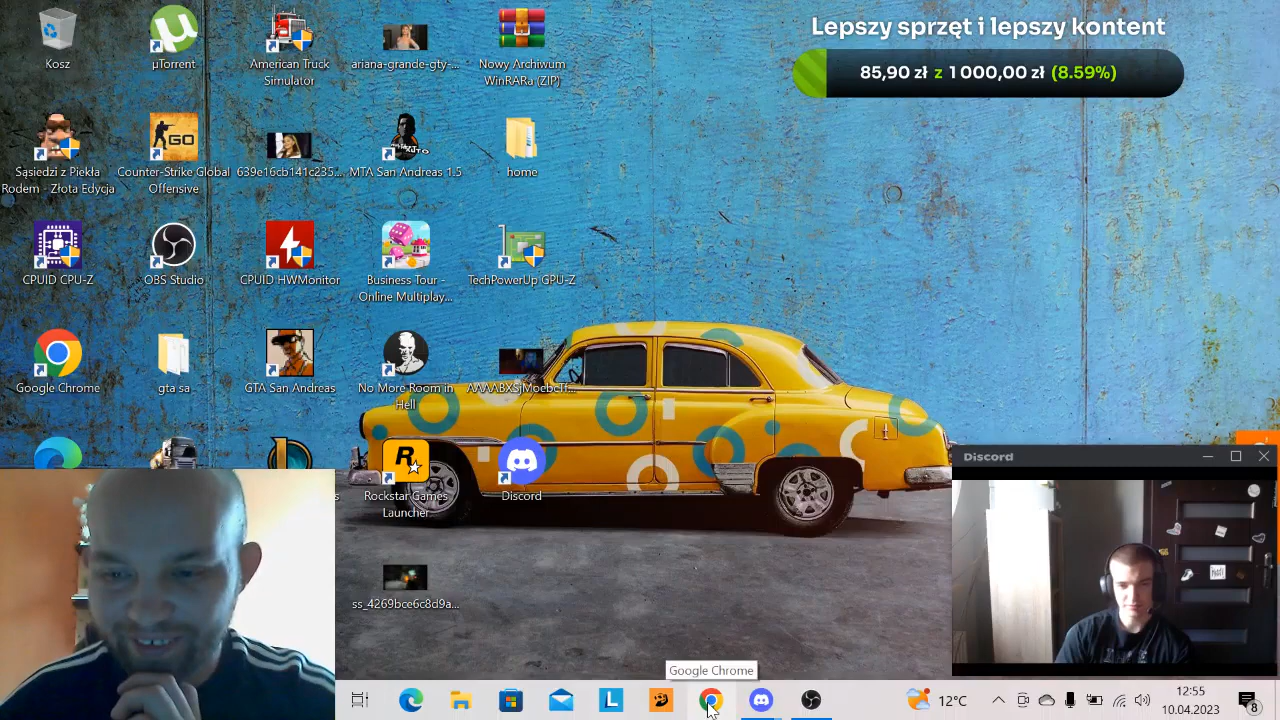 Lepszy sprzęt i lepszy kontent
85,90 zł z 1 000,00 zł (8.59%)
Kosz
µTorrent
American Truck
Simulator
ariana-grande-gty-...
Nowy Archiwum
WinRARa (ZIP)
Sąsiedzi z Piekła
Rodem - Złota Edycja
GO
Counter-Strike Global
Offensive
639e16cb141c235...
MTA San Andreas 1.5
home
CPUID CPU-Z
OBS Studio
CPUID HWMonitor
Business Tour -
Online Multiplay...
TechPowerUp GPU-Z
Google Chrome
gta sa
GTA San Andreas
No More Room in
Hell
Rockstar Games
Launcher
Discord
ss_4269bce6c8d9a...
Discord
Google Chrome
12°C
12:55
10.04.2023
8